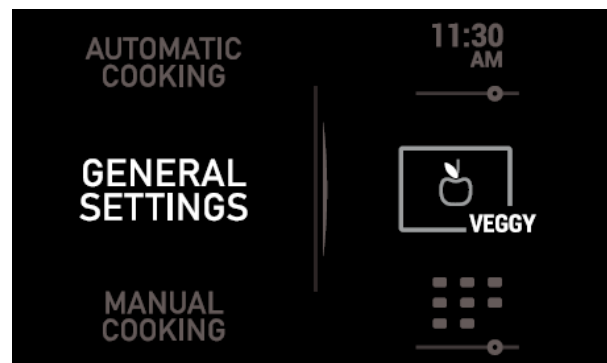 AUTOMATIC
COOKING
11:30
AM
GENERAL
SETTINGS
VEGGY
MANUAL
COOKING